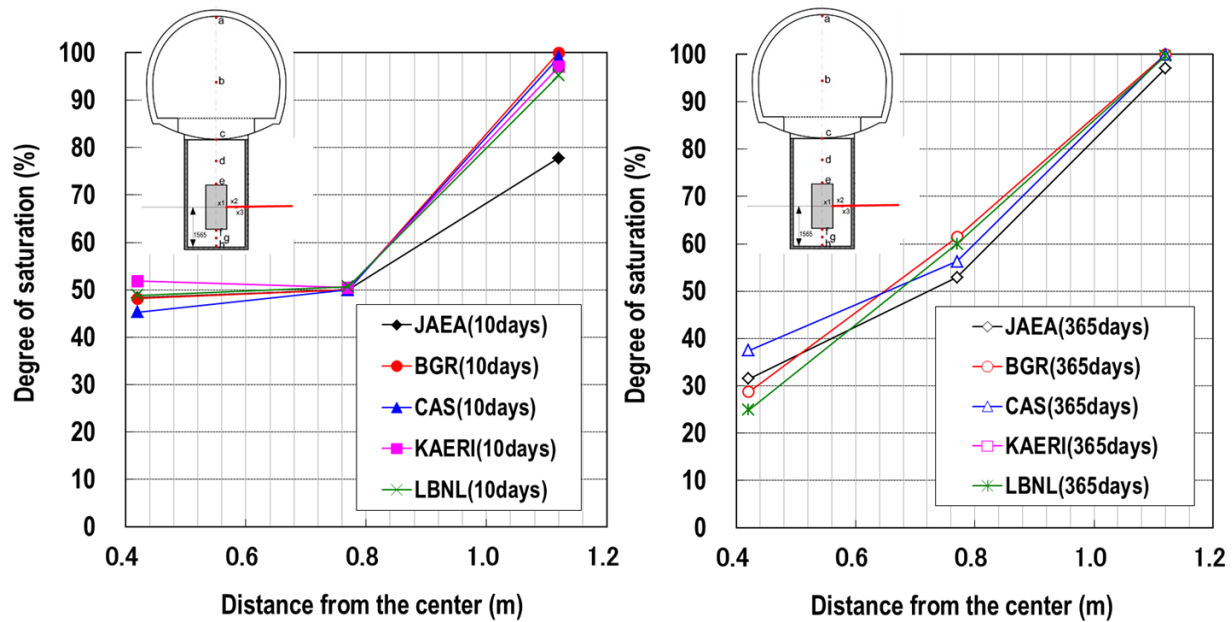 100
90
80
70
60
50
40
30
20
10
0
Degree of saturation (%)
a
b
c
d
e
x1
x2
x3
1565
f
g
h
JAEA(10days)
BGR(10days)
CAS(10days)
KAERI(10days)
LBNL(10days)
0.4
0.6
0.8
1.0
1.2
Distance from the center (m)
100
90
80
70
60
50
40
30
20
10
0
Degree of saturation (%)
a
b
c
d
e
x1
x2
x3
1565
f
g
h
JAEA(365days)
BGR(365days)
CAS(365days)
KAERI(365days)
LBNL(365days)
0.4
0.6
0.8
1.0
1.2
Distance from the center (m)